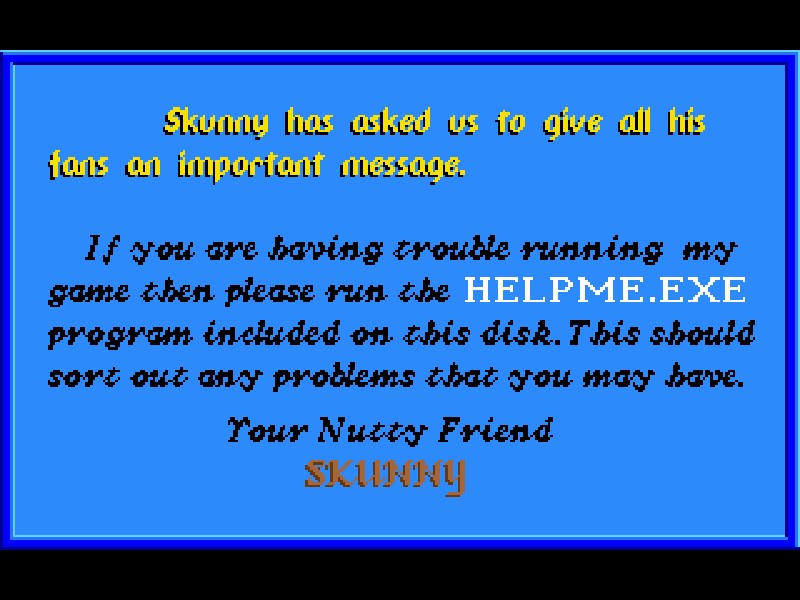 Skunny has asked us to give all his
fans an important message.
If you are having trouble running my
game then please run the HELPME.EXE
program included on this disk.This should
sort out any problems that you may have.
Your Nutty Friend
SKUNNY